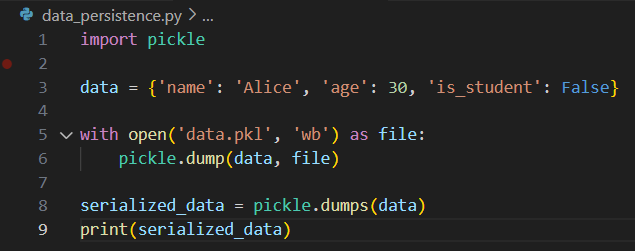 data_persistence.py > ...
1 import pickle
2
3 data = {'name': 'Alice', 'age': 30, 'is_student': False}
4
5 with open('data.pkl', 'wb') as file:
6     pickle.dump(data, file)
7
8 serialized_data = pickle.dumps(data)
9 print(serialized_data)